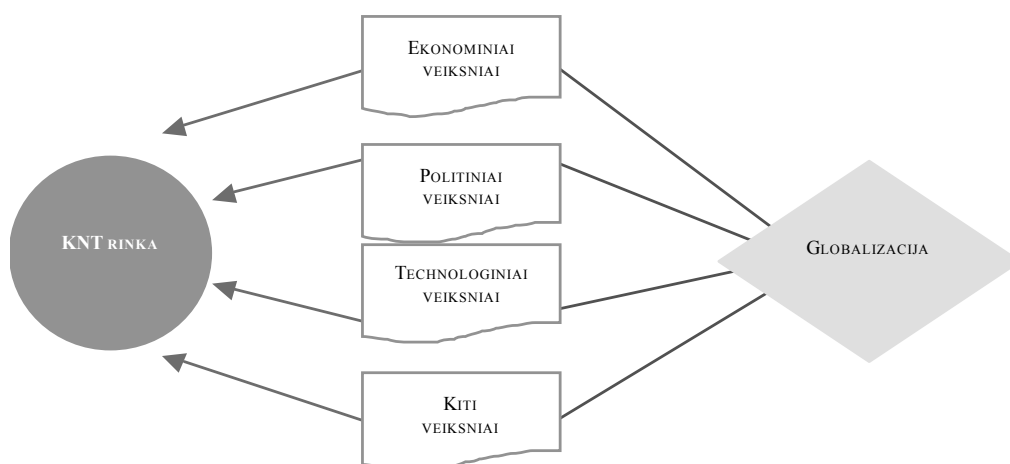 Ekonominiai
veiksniai
Politiniai
veiksniai
KNT rinka
Globalizacija
Technologiniai
veiksniai
Kiti
veiksniai